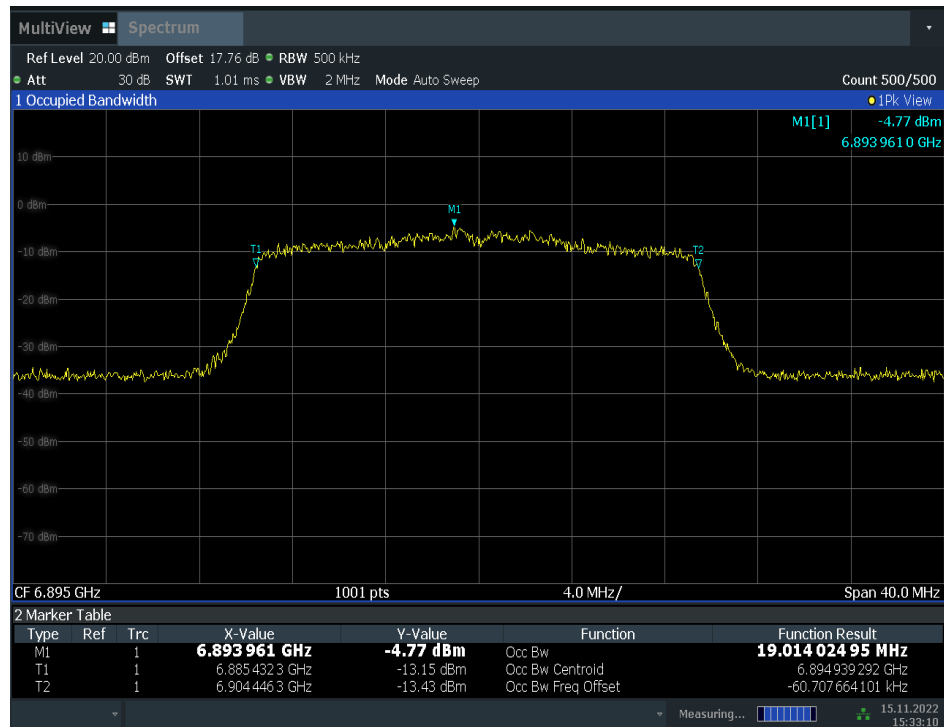 MultiView Spectrum
Ref Level 20.00 dBm Offset 17.76 dB RBW 500 kHz
Att 30 dB SWT 1.01 ms VBW 2 MHz Mode Auto Sweep Count 500/500
1 Occupied Bandwidth 1Pk View
M1[1] -4.77 dBm
6.893 961 0 GHz
10 dBm
0 dBm
M1
T1
T2
-10 dBm
-20 dBm
-30 dBm
-40 dBm
-50 dBm
-60 dBm
-70 dBm
CF 6.895 GHz 1001 pts 4.0 MHz/ Span 40.0 MHz
2 Marker Table
Type Ref Trc X-Value Y-Value Function Function Result
M1 1 6.893 961 GHz -4.77 dBm Occ Bw 19.014 024 95 MHz
T1 1 6.885 432 3 GHz -13.15 dBm Occ Bw Centroid 6.894 939 292 GHz
T2 1 6.904 446 3 GHz -13.43 dBm Occ Bw Freq Offset -60.707 664 101 kHz
Measuring... 15.11.2022
15:33:10